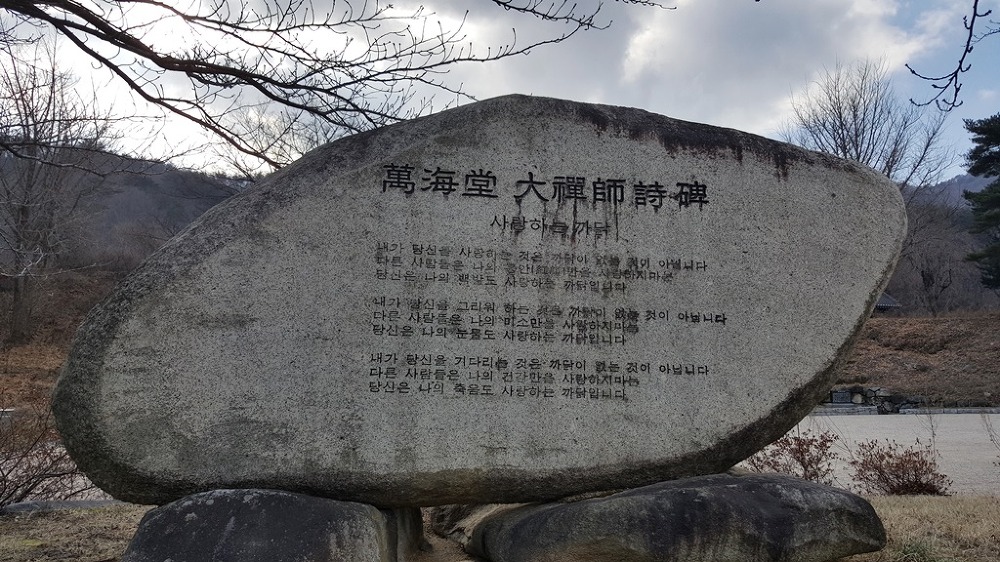 萬海堂 大禪師詩碑
사랑하는 까닭
내가 당신을 사랑하는 것은 까닭이 없는 것이 아닙니다
다른 사람들은 나의 홍안(紅顔)만을 사랑하지마는
당신은 나의 백발도 사랑하는 까닭입니다
내가 당신을 그리워 하는 것은 까닭이 없는 것이 아닙니다
다른 사람들은 나의 미소만을 사랑하지마는
당신은 나의 눈물도 사랑하는 까닭입니다
내가 당신을 기다리는 것은 까닭이 없는 것이 아닙니다
다른 사람들은 나의 건강만을 사랑하지마는
당신은 나의 죽음도 사랑하는 까닭입니다